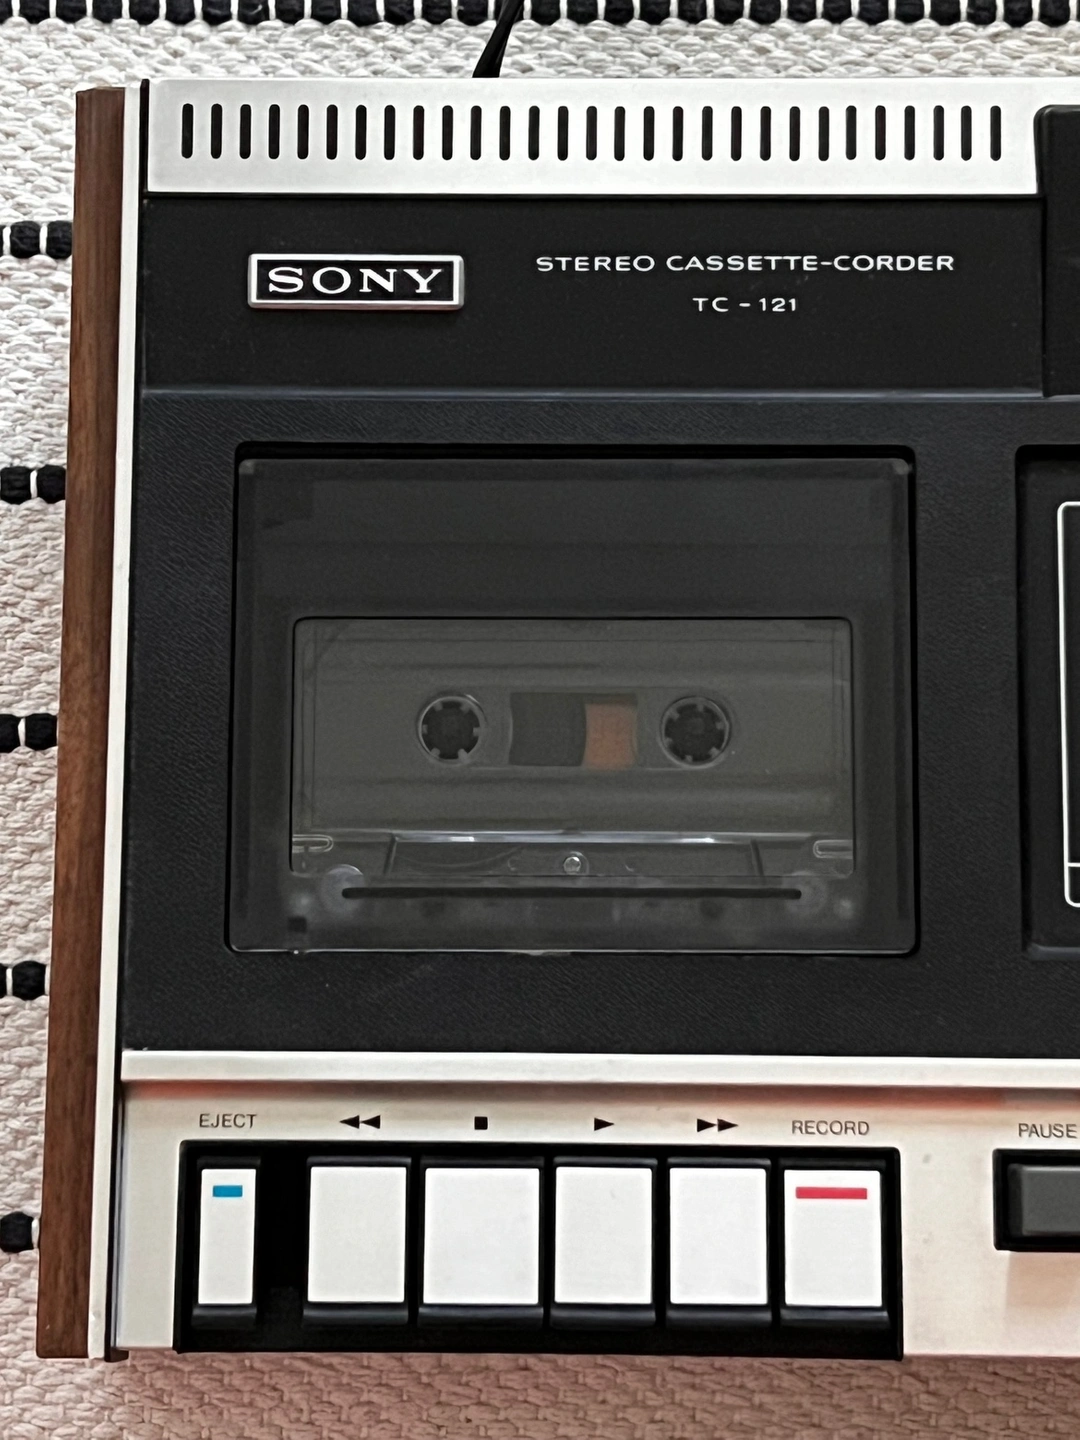 SONY
STEREO CASSETTE-CORDER
TC-121
EJECT
RECORD
PAUSE